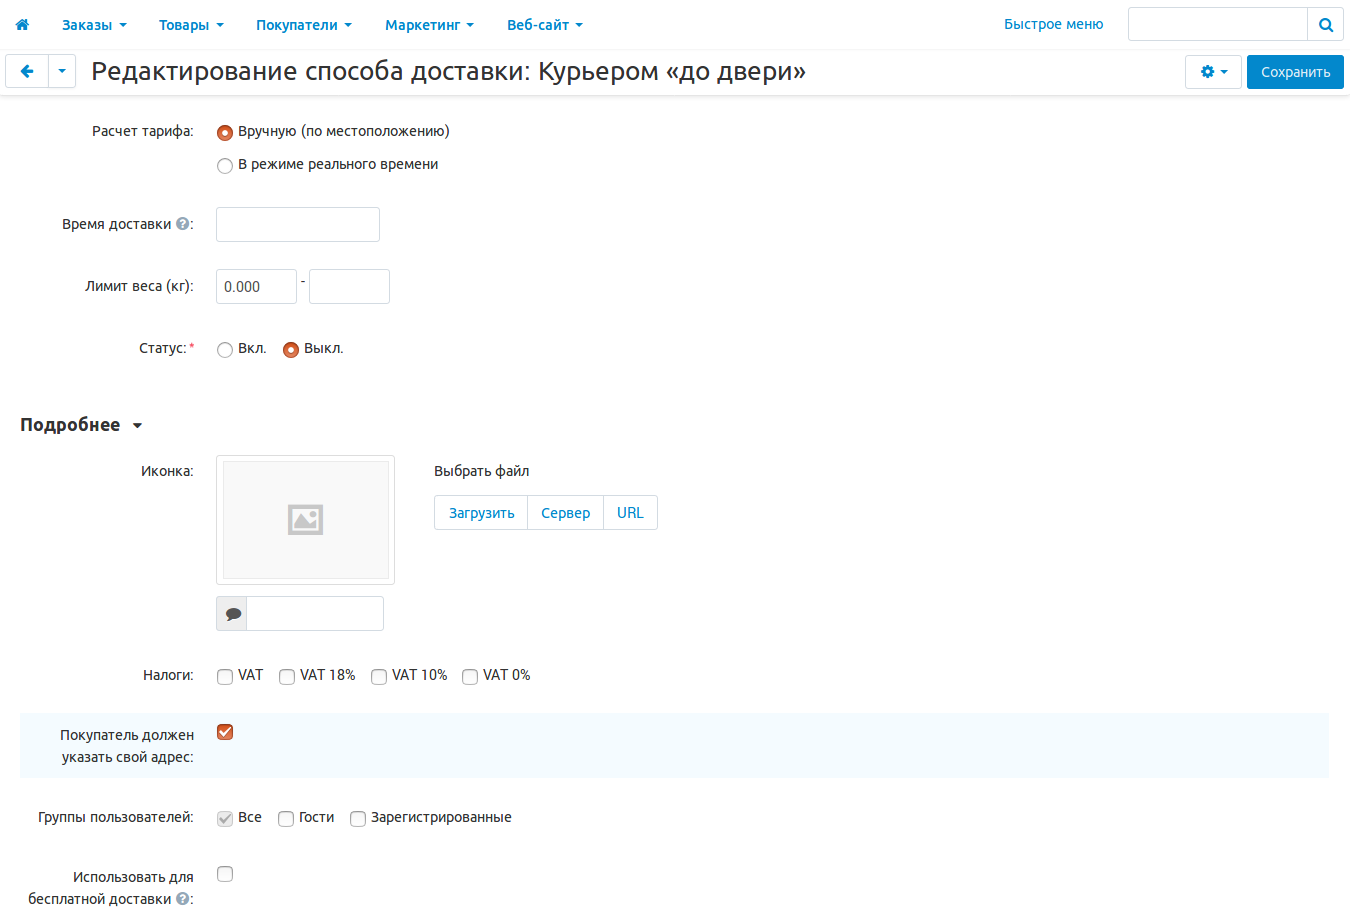 Заказы Товары Покупатели Маркетинг Веб-сайт Быстрое меню
Редактирование способа доставки: Курьером «до двери» Сохранить
Расчет тарифа: Вручную (по местоположению)
В режиме реального времени
Время доставки ?:
Лимит веса (кг): 0.000 -
Статус:* Вкл. Выкл.
Подробнее
Иконка: Выбрать файл
Загрузить Сервер URL
Налоги: VAT VAT 18% VAT 10% VAT 0%
Покупатель должен
указать свой адрес:
Группы пользователей: Все Гости Зарегистрированные
Использовать для
бесплатной доставки ?: